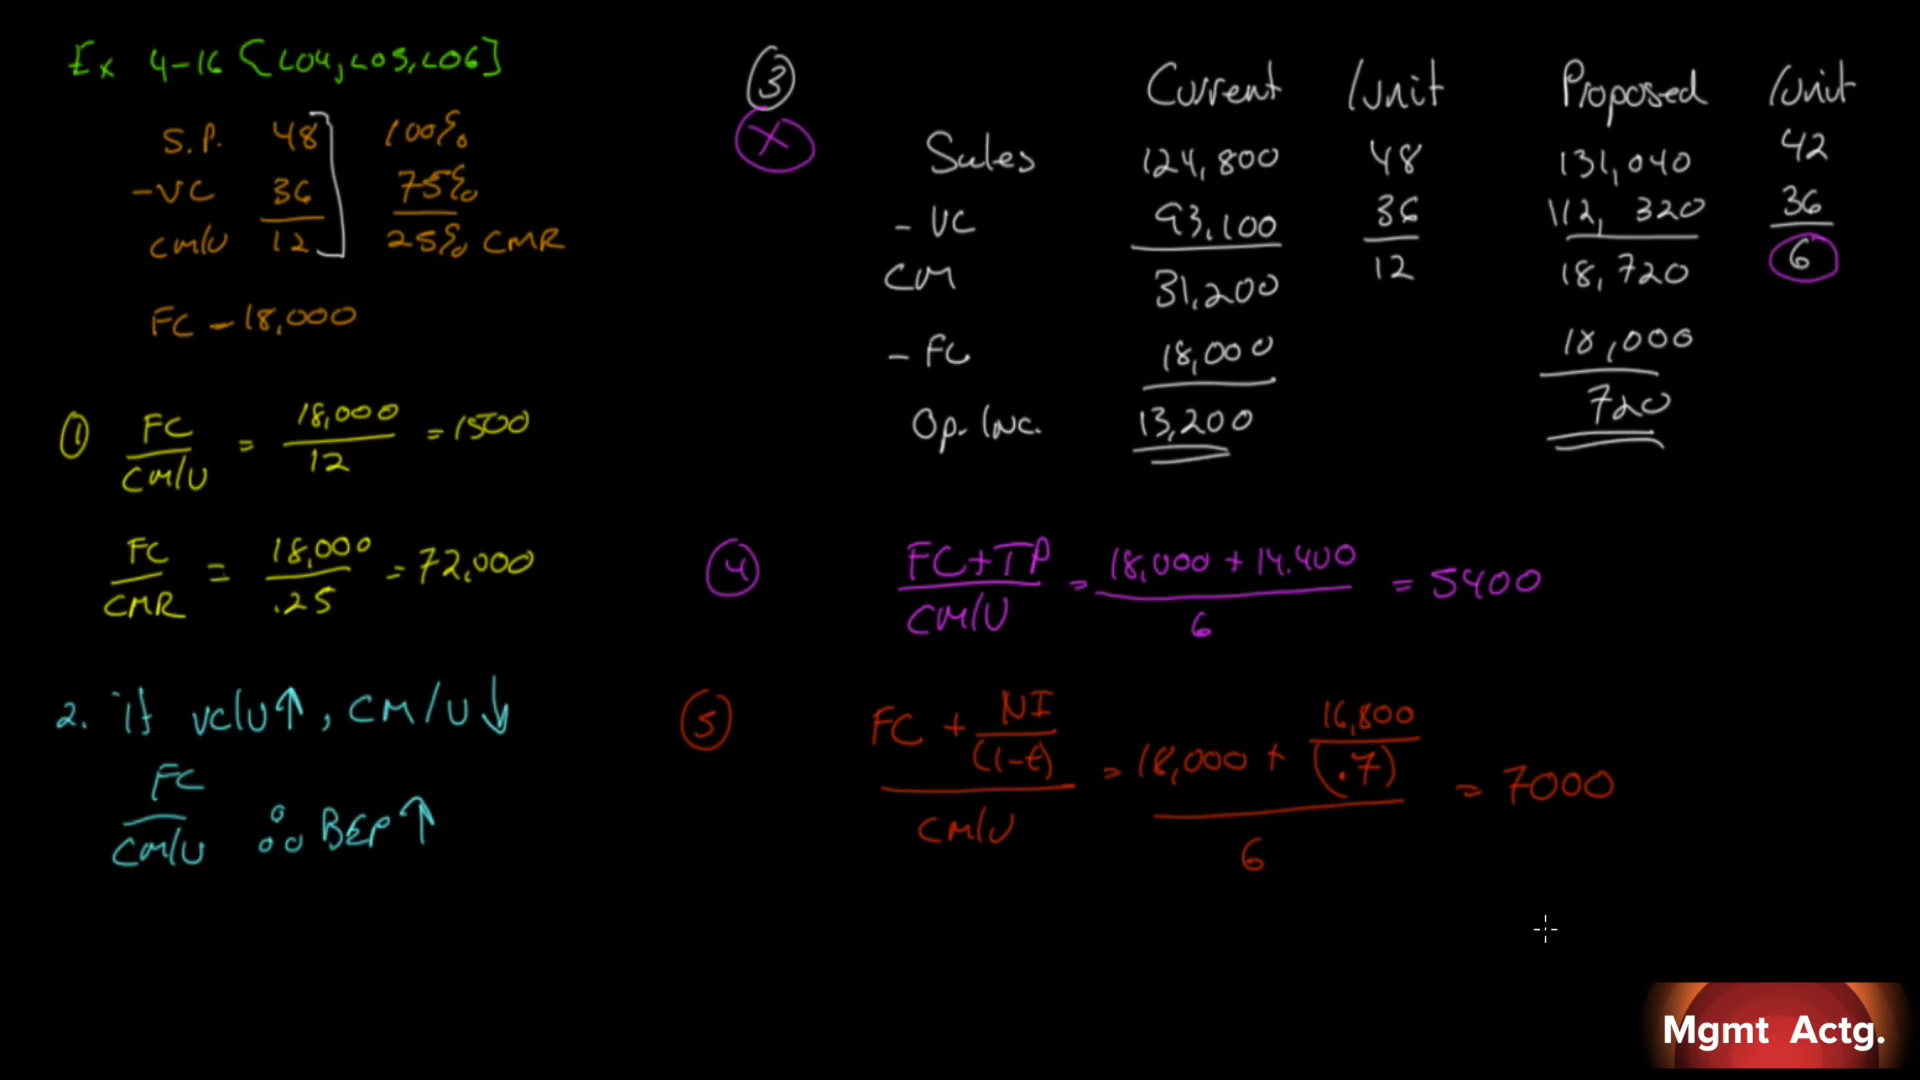 Ex 4-16 {LO4, LO5, LO6]
S.P. 48 100%
-VC 36 75%
CM/U 12 25% CMR
FC - 18,000
① FC / CM/U = 18,000 / 12 = 1500
FC / CMR = 18,000 / .25 = 72,000
2. if VC/U ↑, CM/U ↓
FC / CM/U ∴ BEP ↑
③ Current /unit Proposed /unit
X
Sales 124,800 48 131,040 42
- VC 93,100 36 112,320 36
CM 31,200 12 18,720 6
- FC 18,000 18,000
Op. Inc. 13,200 720
④ FC+TP / CM/U = 18,000 + 14,400 / 6 = 5400
⑤ FC + NI / (1-t) / CM/U = 18,000 + 16,800 / (.7) / 6 = 7000
Mgmt Actg.